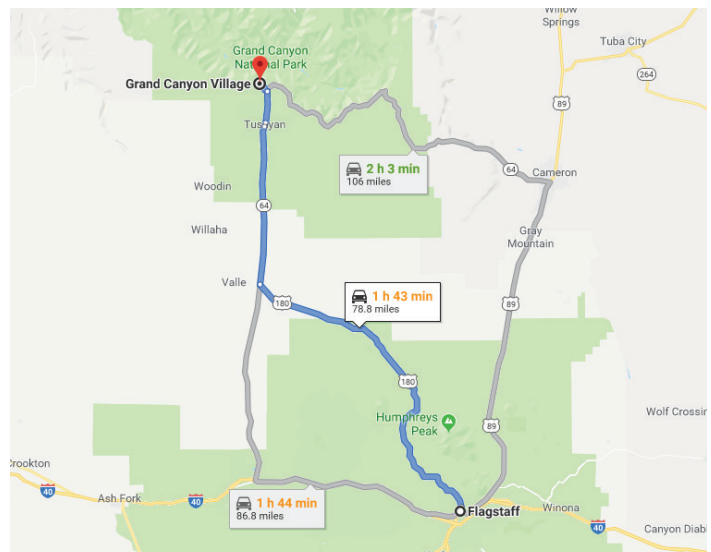 Willow
Springs
Tuba City
Grand Canyon
National Park
264
Grand Canyon Village
89
Tusayan
2 h 3 min
106 miles
64
Cameron
Woodin
64
Willaha
Gray
Mountain
Valle
180
1 h 43 min
78.8 miles
89
180
Humphreys
Peak
89
Wolf Crossin
Crookton
40
Ash Fork
40
1 h 44 min
86.8 miles
Flagstaff
Winona
40
Canyon Diabl